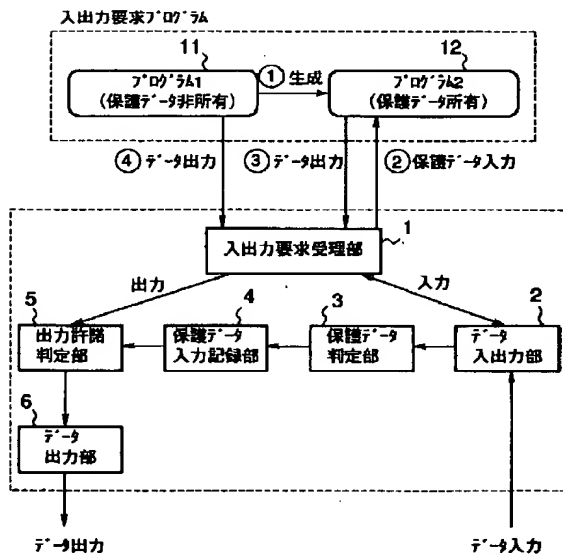 入出力要求プログラム
11
12
プログラム1
(保護データ非所有)
① 生成
プログラム2
(保護データ所有)
④ データ出力
③ データ出力
② 保護データ入力
1
入出力要求受理部
出力
入力
5
4
3
2
出力許諾
判定部
保護データ
入力記録部
保護データ
判定部
データ
入出力部
6
データ
出力部
データ出力
データ入力